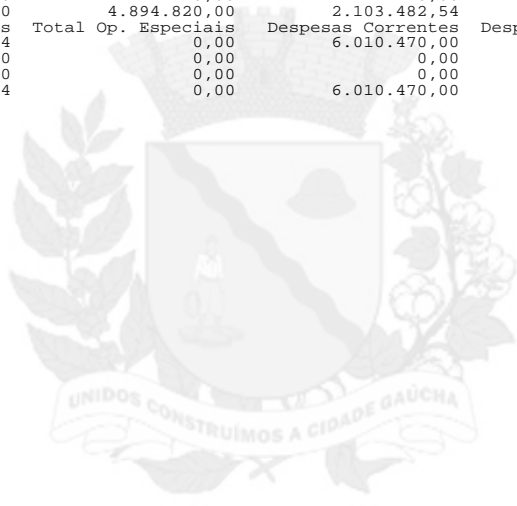 0 4.894.820,00 2.103.482,54
s Total Op. Especiais Despesas Correntes Desp
4 0,00 6.010.470,00
0 0,00 0,00
0 0,00 0,00
4 0,00 6.010.470,00
UNIDOS CONSTRUÍMOS A CIDADE GAÚCHA